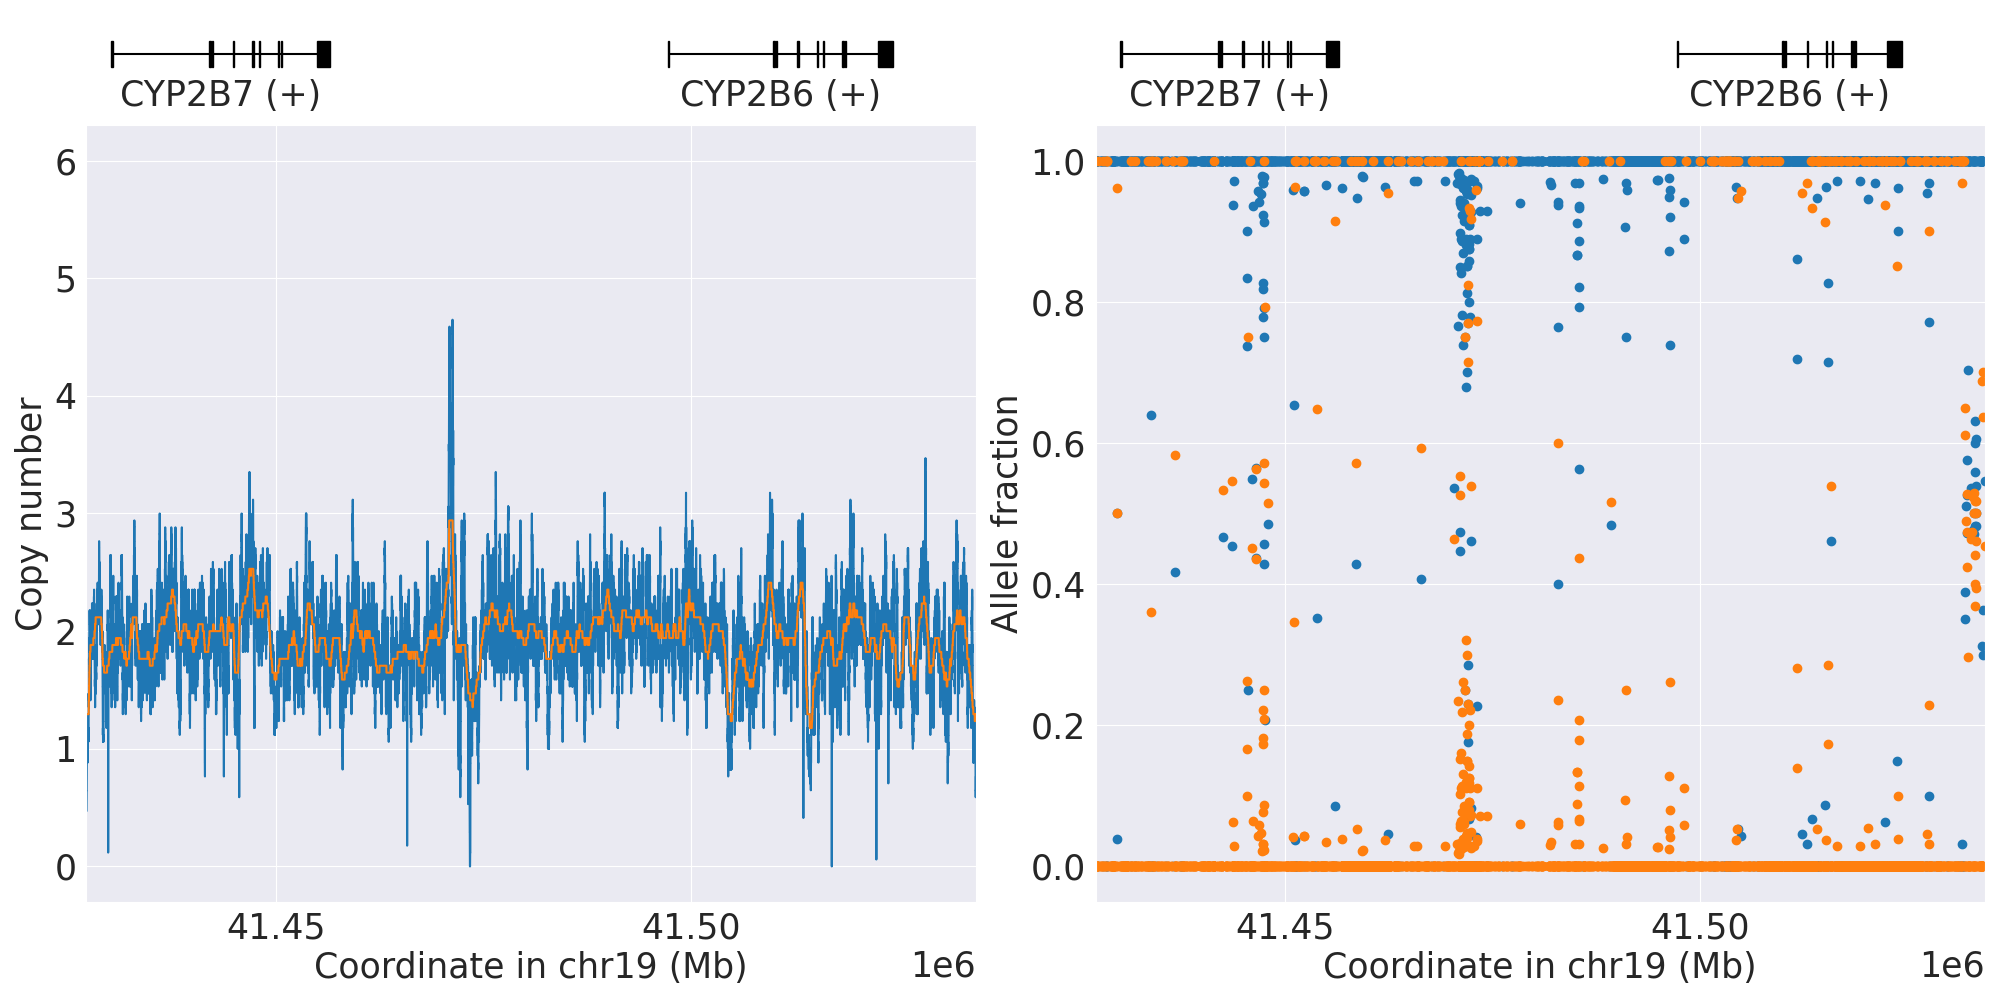 CYP2B7 (+) CYP2B6 (+)
6
5
4
3
2
1
0
Copy number
41.45 41.50
Coordinate in chr19 (Mb) 1e6
CYP2B7 (+) CYP2B6 (+)
1.0
0.8
0.6
0.4
0.2
0.0
Allele fraction
41.45 41.50
Coordinate in chr19 (Mb) 1e6